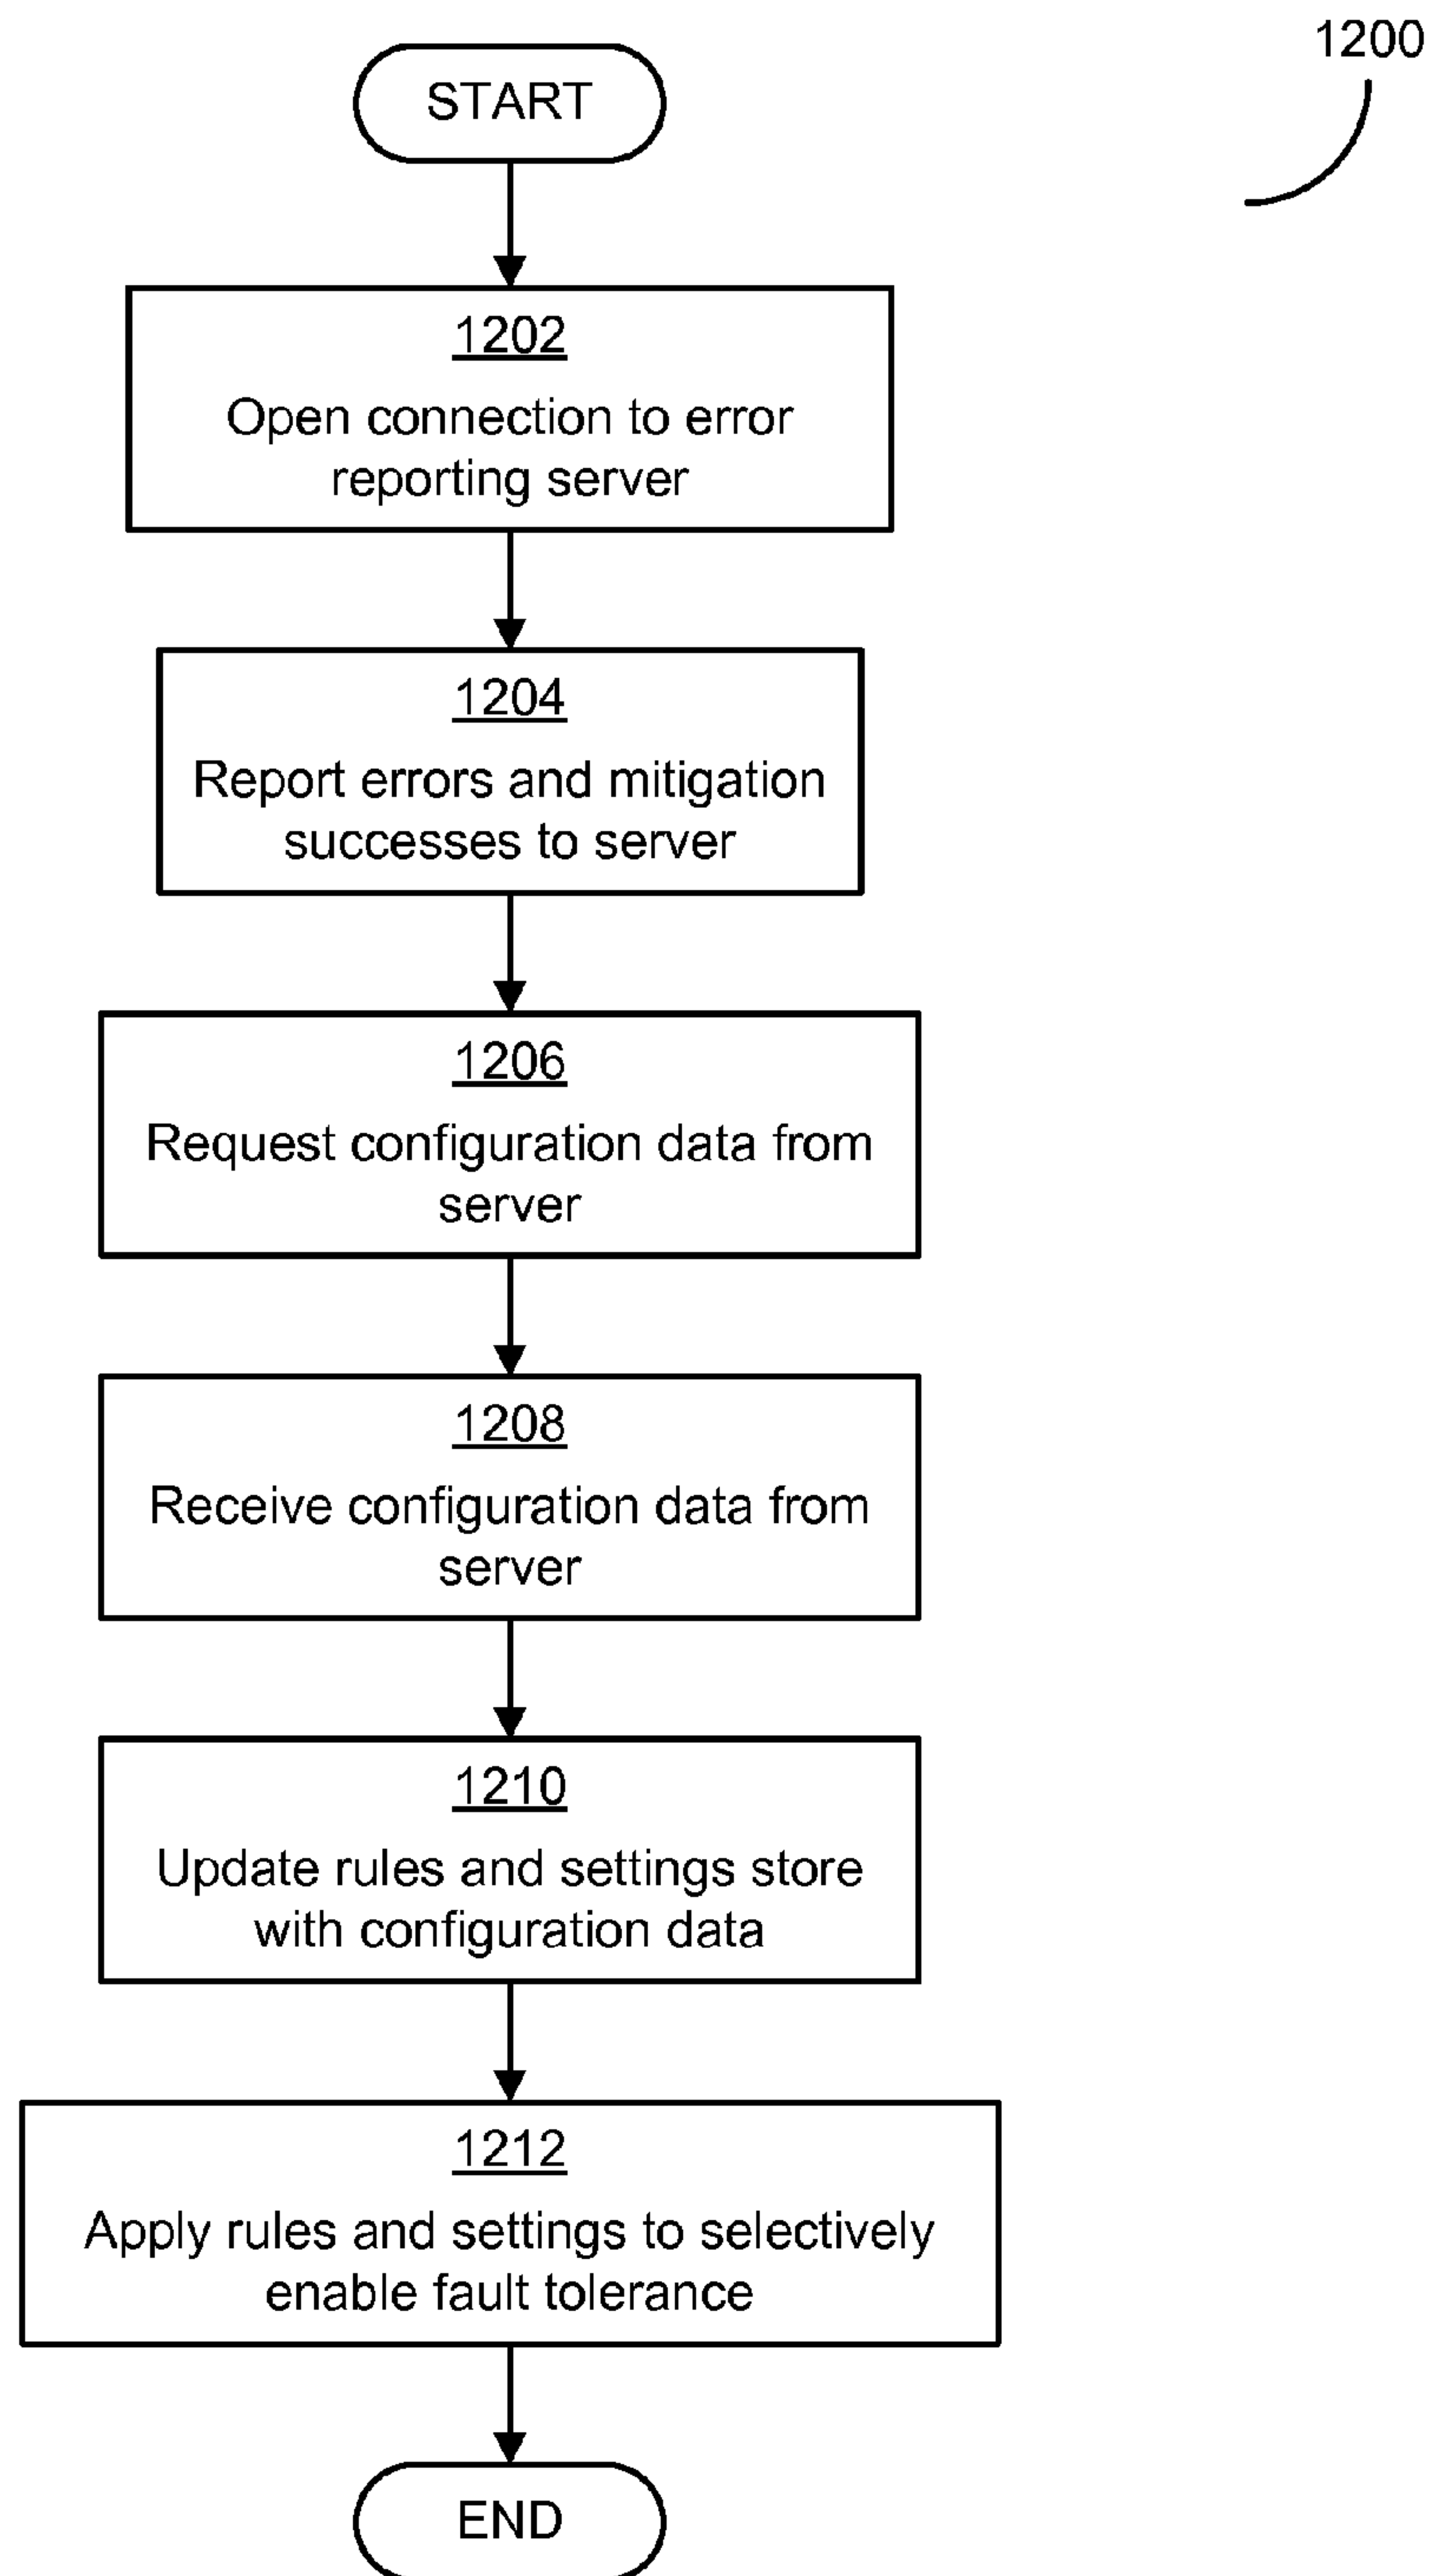 1200
START
1202
Open connection to error
reporting server
1204
Report errors and mitigation
successes to server
1206
Request configuration data from
server
1208
Receive configuration data from
server
1210
Update rules and settings store
with configuration data
1212
Apply rules and settings to selectively
enable fault tolerance
END